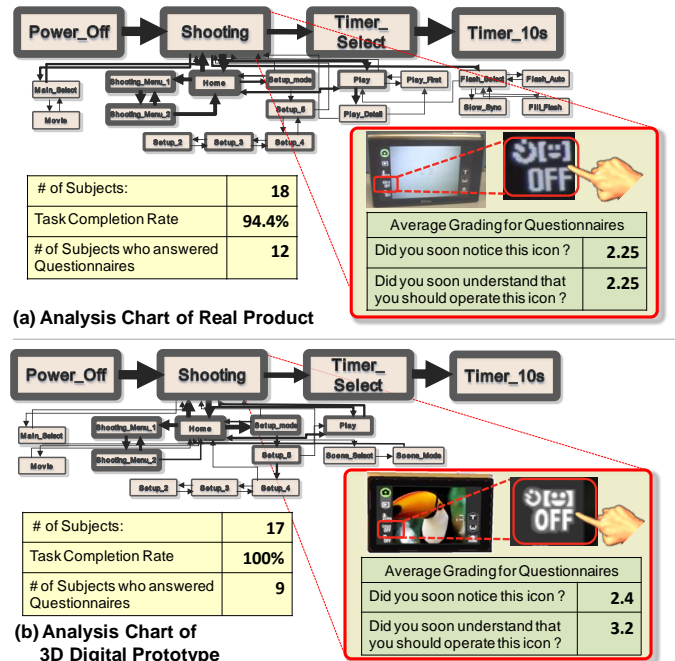 Power_Off
Shooting
Timer_
Select
Timer_10s
Main_Select
Shooting_Menu_1
Home
Setup_mode
Play
Play_First
Flash_Select
Flash_Auto
Movie
Shooting_Menu_2
Setup_5
Play_Detail
Slow_Sync
Fill_Flash
Setup_2
Setup_3
Setup_4
OFF
# of Subjects: 18
Task Completion Rate 94.4%
# of Subjects who answered
Questionnaires 12
Average Grading for Questionnaires
Did you soon notice this icon ? 2.25
Did you soon understand that
you should operate this icon ? 2.25
(a) Analysis Chart of Real Product
Power_Off
Shooting
Timer_
Select
Timer_10s
Main_Select
Shooting_Menu_1
Home
Setup_mode
Play
Movie
Shooting_Menu_2
Setup_5
Scene_Select
Scene_Mode
Setup_2
Setup_3
Setup_4
OFF
# of Subjects: 17
Task Completion Rate 100%
# of Subjects who answered
Questionnaires 9
Average Grading for Questionnaires
Did you soon notice this icon ? 2.4
Did you soon understand that
you should operate this icon ? 3.2
(b) Analysis Chart of
3D Digital Prototype